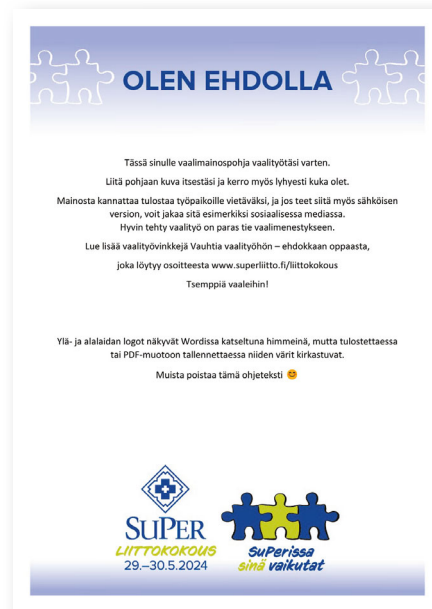 OLEN EHDOLLA
Tässä sinulle vaalimainospohja vaalityötäsi varten.
Liitä pohjaan kuva itsestäsi ja kerro myös lyhyesti kuka olet.
Mainosta kannattaa tulostaa työpaikoille vietäväksi, ja jos teet siitä myös sähköisen
version, voit jakaa sitä esimerkiksi sosiaalisessa mediassa.
Hyvin tehty vaalityö on paras tie vaalimenestykseen.
Lue lisää vaalityövinkkejä Vauhtia vaalityöhön – ehdokkaan oppaasta,
joka löytyy osoitteesta www.superliitto.fi/liittokokous
Tsemppiä vaaleihin!
Ylä- ja alalaidan logot näkyvät Wordissa katseltuna himmeinä, mutta tulostettaessa
tai PDF-muotoon tallennettaessa niiden värit kirkastuvat.
Muista poistaa tämä ohjeteksti 😊
SUPER
LIITTOKOKOUS
29.–30.5.2024
SuPerissa
sinä vaikutat